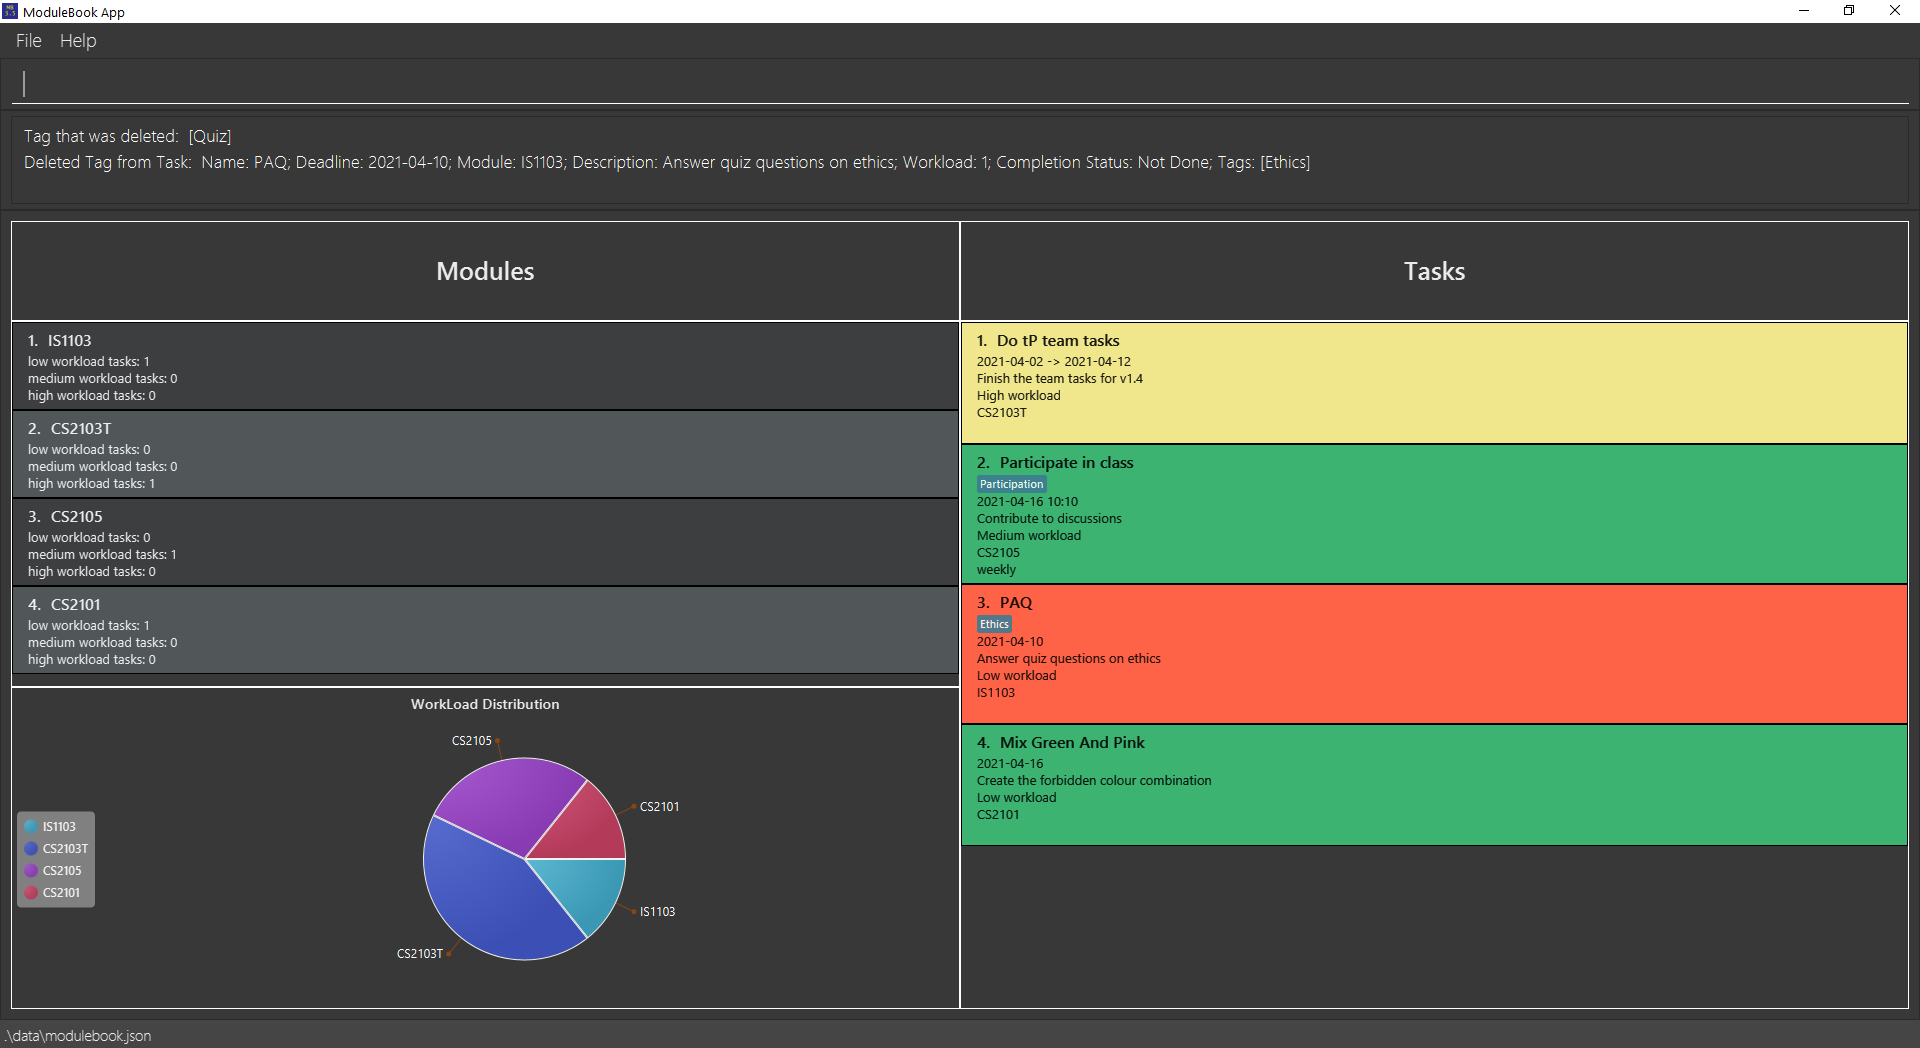 ModuleBook App
File Help
Tag that was deleted: [Quiz]
Deleted Tag from Task: Name: PAQ; Deadline: 2021-04-10; Module: IS1103; Description: Answer quiz questions on ethics; Workload: 1; Completion Status: Not Done; Tags: [Ethics]
Modules
1. IS1103
low workload tasks: 1
medium workload tasks: 0
high workload tasks: 0
2. CS2103T
low workload tasks: 0
medium workload tasks: 0
high workload tasks: 1
3. CS2105
low workload tasks: 0
medium workload tasks: 1
high workload tasks: 0
4. CS2101
low workload tasks: 1
medium workload tasks: 0
high workload tasks: 0
WorkLoad Distribution
CS2105
CS2101
IS1103
CS2103T
IS1103
CS2103T
CS2105
CS2101
Tasks
1. Do tP team tasks
2021-04-02 -> 2021-04-12
Finish the team tasks for v1.4
High workload
CS2103T
2. Participate in class
Participation
2021-04-16 10:10
Contribute to discussions
Medium workload
CS2105
weekly
3. PAQ
Ethics
2021-04-10
Answer quiz questions on ethics
Low workload
IS1103
4. Mix Green And Pink
2021-04-16
Create the forbidden colour combination
Low workload
CS2101
.\data\modulebook.json